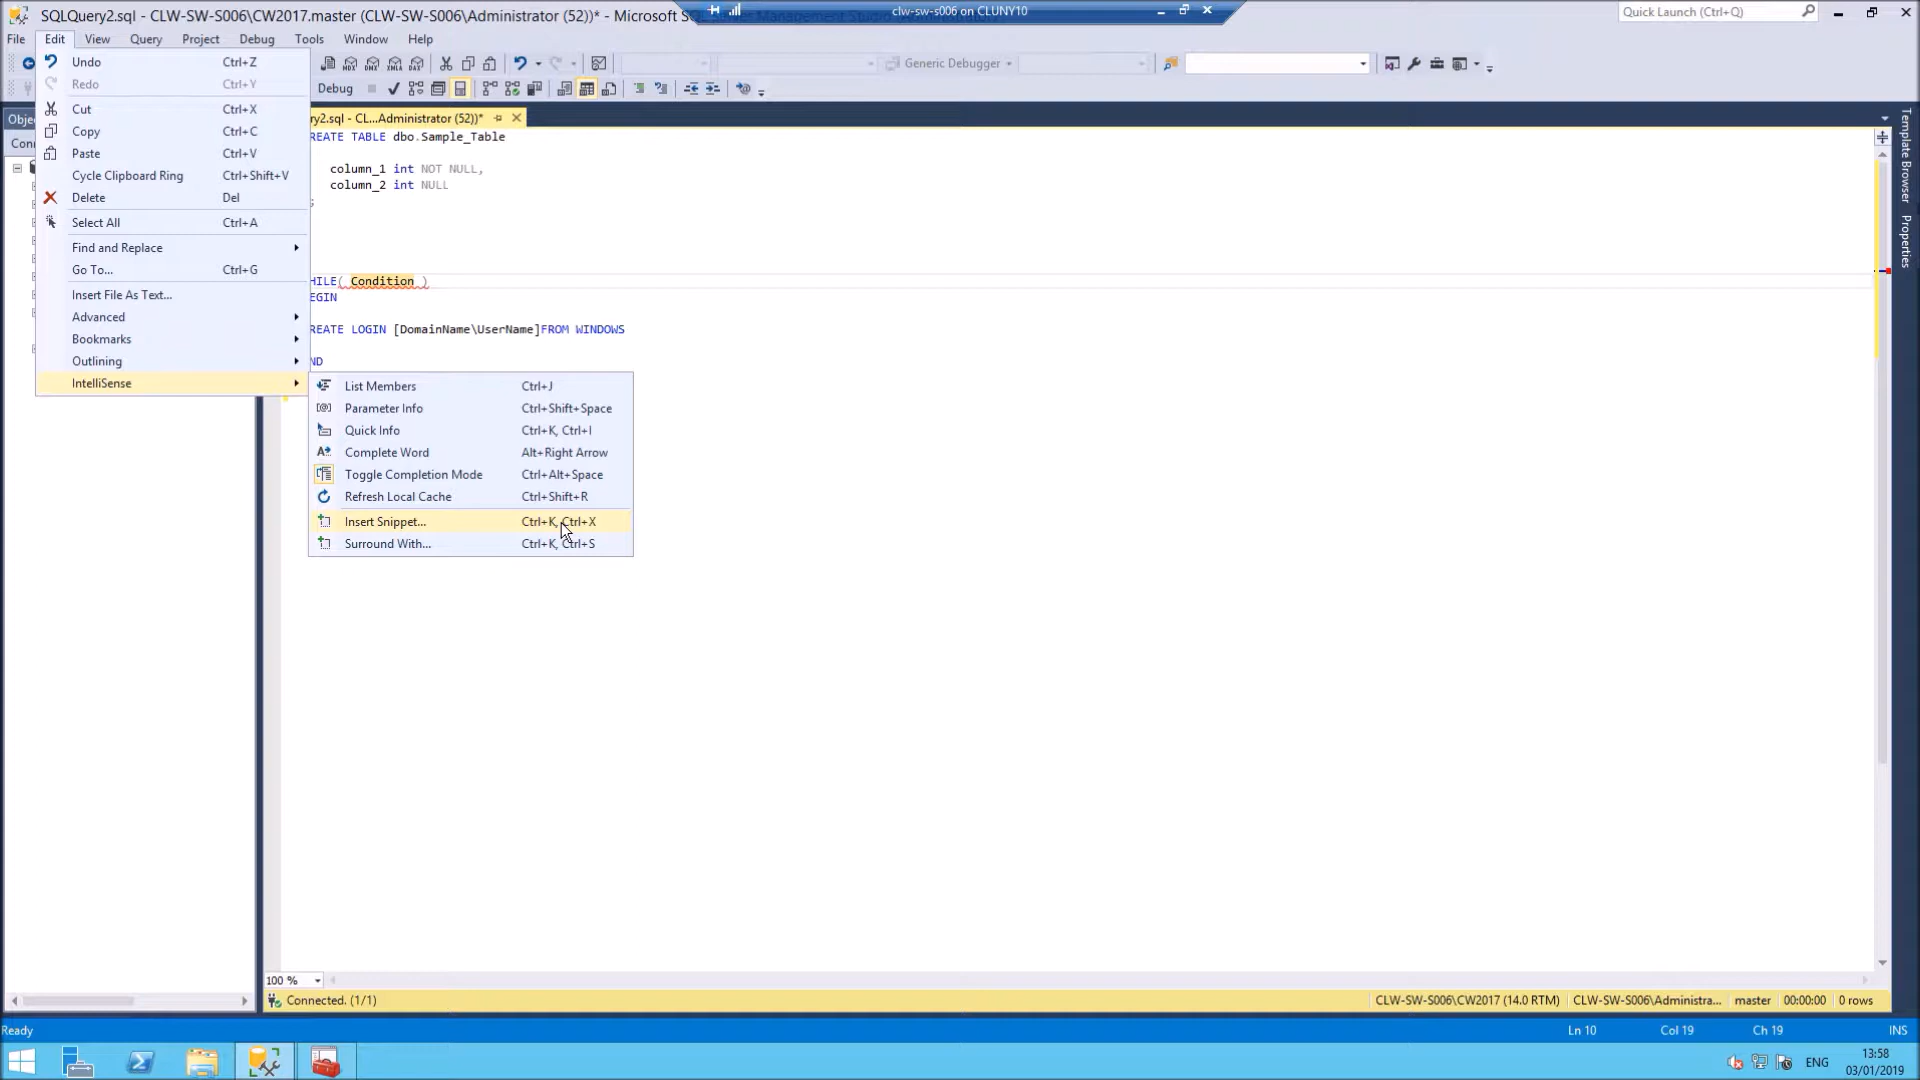 SQLQuery2.sql - CLW-SW-S006\CW2017.master (CLW-SW-S006\Administrator (52))* - Microsoft SQL Server Management Studio
clw-sw-s006 on CLUNY10
Quick Launch (Ctrl+Q)
File Edit View Query Project Debug Tools Window Help
Undo Ctrl+Z
Generic Debugger
Redo Ctrl+Y
Debug
Cut Ctrl+X
Obje
ry2.sql - CL...Administrator (52))*
Copy Ctrl+C
REATE TABLE dbo.Sample_Table
Conn
Paste Ctrl+V
column_1 int NOT NULL,
Cycle Clipboard Ring Ctrl+Shift+V
column_2 int NULL
Delete Del
;
Select All Ctrl+A
Find and Replace
Go To... Ctrl+G
HILE( Condition )
Insert File As Text...
EGIN
Advanced
REATE LOGIN [DomainName\UserName]FROM WINDOWS
Bookmarks
Outlining
ND
IntelliSense
List Members Ctrl+J
Parameter Info Ctrl+Shift+Space
Quick Info Ctrl+K, Ctrl+I
Complete Word Alt+Right Arrow
Toggle Completion Mode Ctrl+Alt+Space
Refresh Local Cache Ctrl+Shift+R
Insert Snippet... Ctrl+K, Ctrl+X
Surround With... Ctrl+K, Ctrl+S
Template Browser
Properties
100 %
Connected. (1/1)
CLW-SW-S006\CW2017 (14.0 RTM) CLW-SW-S006\Administra... master 00:00:00 0 rows
Ready
Ln 10 Col 19 Ch 19 INS
ENG
13:58
03/01/2019